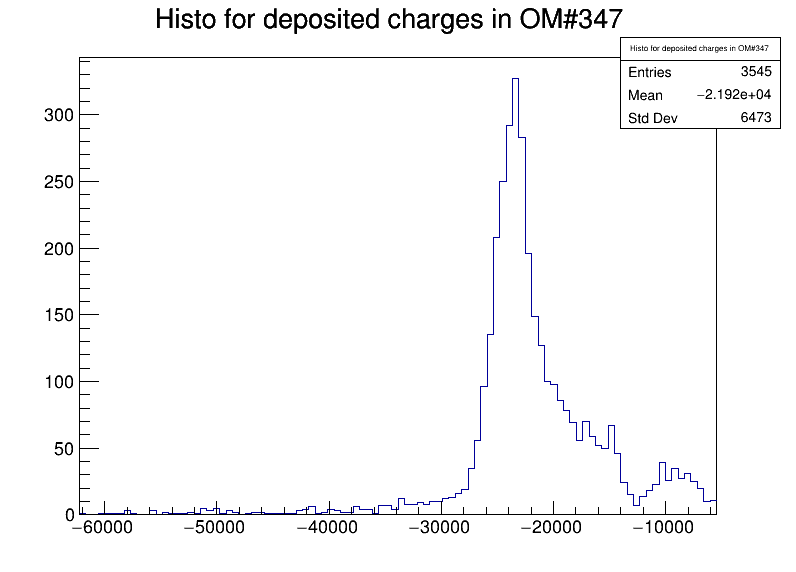 Histo for deposited charges in OM#347
Histo for deposited charges in OM#347
Entries 3545
Mean −2.192e+04
Std Dev 6473
300
250
200
150
100
50
0
−60000 −50000 −40000 −30000 −20000 −10000